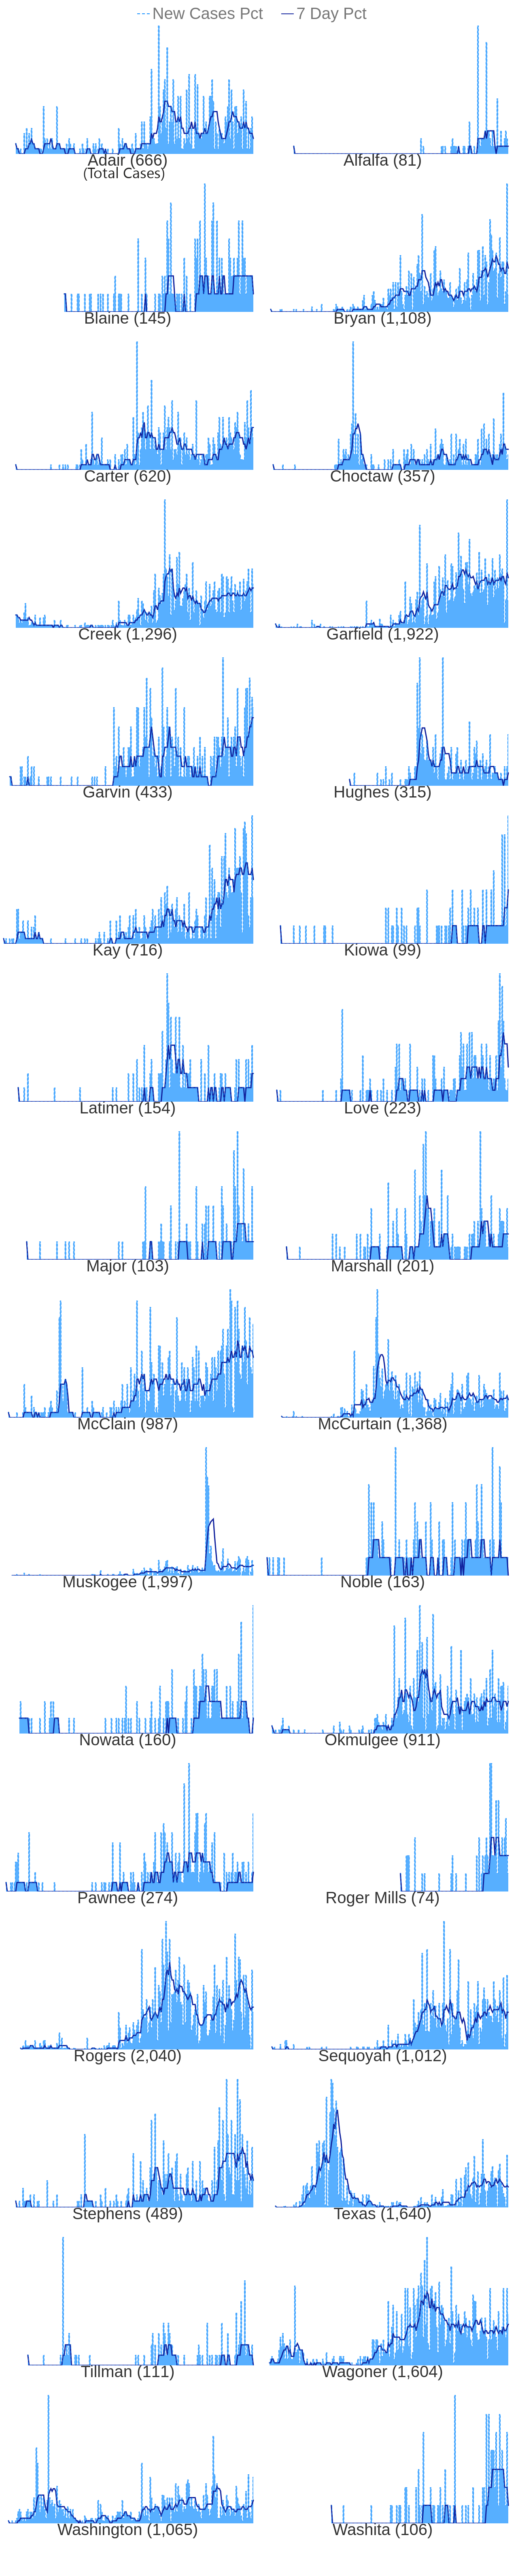 New Cases Pct 7 Day Pct
Adair (666) Alfalfa (81)
(Total Cases)
Blaine (145) Bryan (1,108)
Carter (620) Choctaw (357)
Creek (1,296) Garfield (1,922)
Garvin (433) Hughes (315)
Kay (716) Kiowa (99)
Latimer (154) Love (223)
Major (103) Marshall (201)
McClain (987) McCurtain (1,368)
Muskogee (1,997) Noble (163)
Nowata (160) Okmulgee (911)
Pawnee (274) Roger Mills (74)
Rogers (2,040) Sequoyah (1,012)
Stephens (489) Texas (1,640)
Tillman (111) Wagoner (1,604)
Washington (1,065) Washita (106)